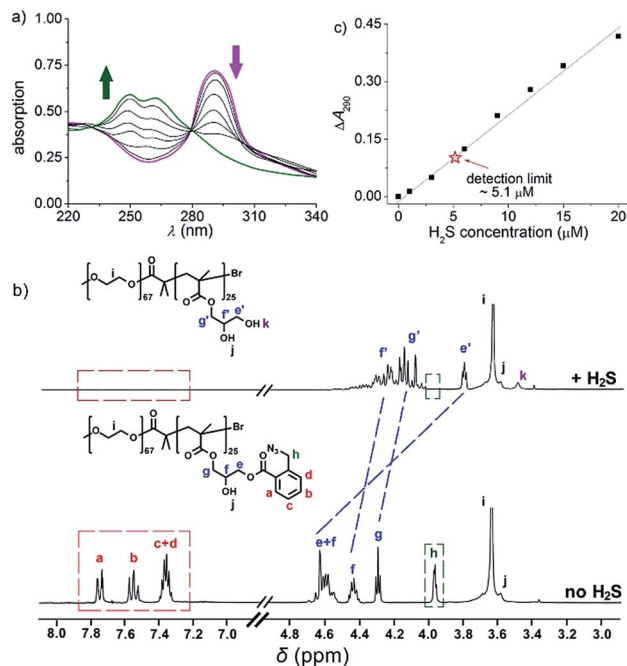 a)
1.00
0.75
0.50
0.25
0.00
absorption
220 250 280 310 340
λ (nm)
c)
0.45
0.30
0.15
0.00
ΔA290
detection limit
~ 5.1 μM
0 5 10 15 20
H2S concentration (μM)
b)
i
O
O
67
O
Br
25
O
O
g' f' e'
OH k
OH
j
i
f' g' e' j k
+ H2S
i
O
O
67
O
Br
25
O
O
g f e
O
OH
j
O
N3
h
d
a b
c
a b c+d
e+f f g h
i
j
no H2S
8.0 7.8 7.6 7.4 7.2 7.0 4.8 4.6 4.4 4.2 4.0 3.8 3.6 3.4 3.2 3.0
δ (ppm)